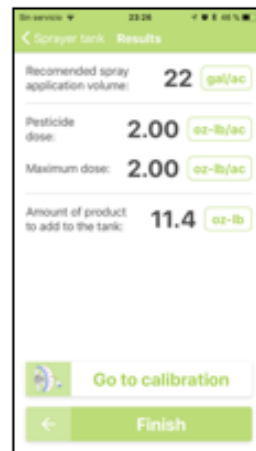 Sin servicio 23:26 46 %
Sprayer tank Results
Recomended spray
application volume: 22 gal/ac
Pesticide
dose: 2.00 oz-lb/ac
Maximum dose: 2.00 oz-lb/ac
Amount of product
to add to the tank: 11.4 oz-lb
Go to calibration
Finish